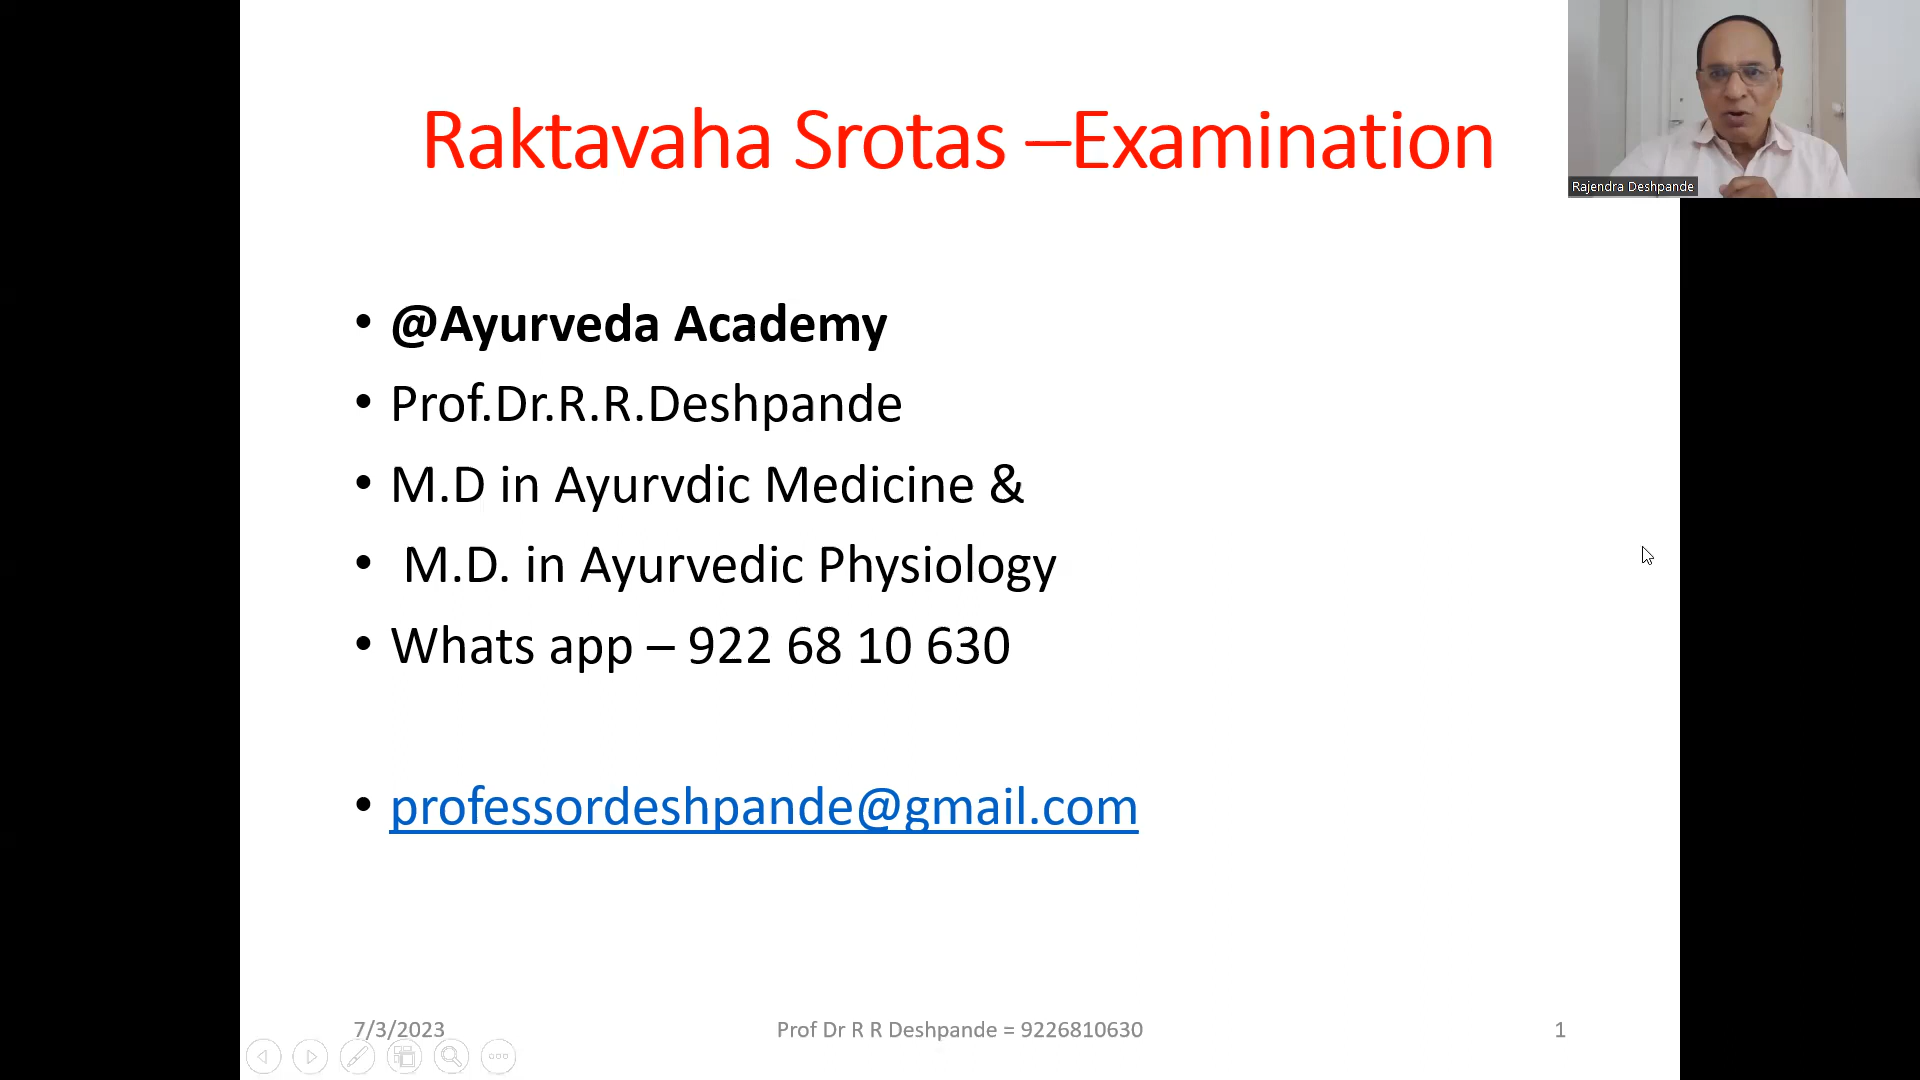 Raktavaha Srotas –Examination
Rajendra Deshpande
• @Ayurveda Academy
• Prof.Dr.R.R.Deshpande
• M.D in Ayurvdic Medicine &
• M.D. in Ayurvedic Physiology
• Whats app – 922 68 10 630
• professordeshpande@gmail.com
7/3/2023
Prof Dr R R Deshpande = 9226810630
1